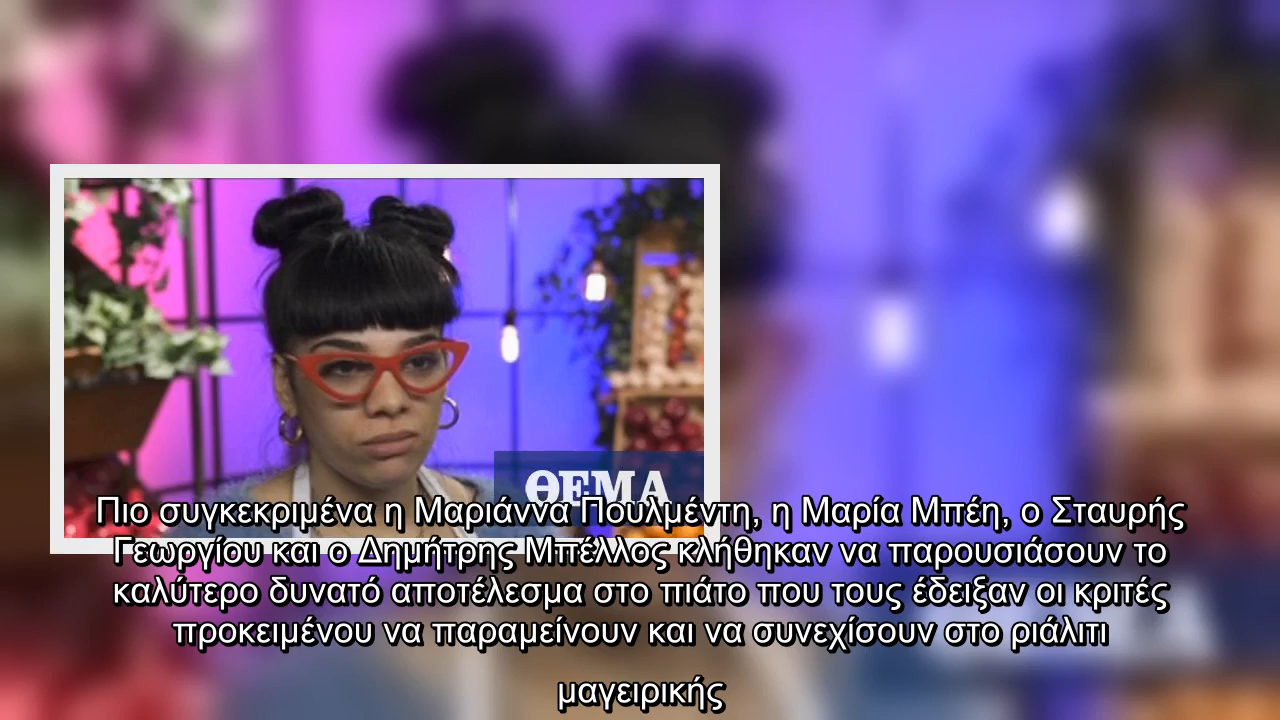 ΘΕΜΑ
Πιο συγκεκριμένα η Μαριάννα Πουλμέντη, η Μαρία Μπέη, ο Σταυρής
Γεωργίου και ο Δημήτρης Μπέλλος κλήθηκαν να παρουσιάσουν το
καλύτερο δυνατό αποτέλεσμα στο πιάτο που τους έδειξαν οι κριτές
προκειμένου να παραμείνουν και να συνεχίσουν στο ριάλιτι
μαγειρικής